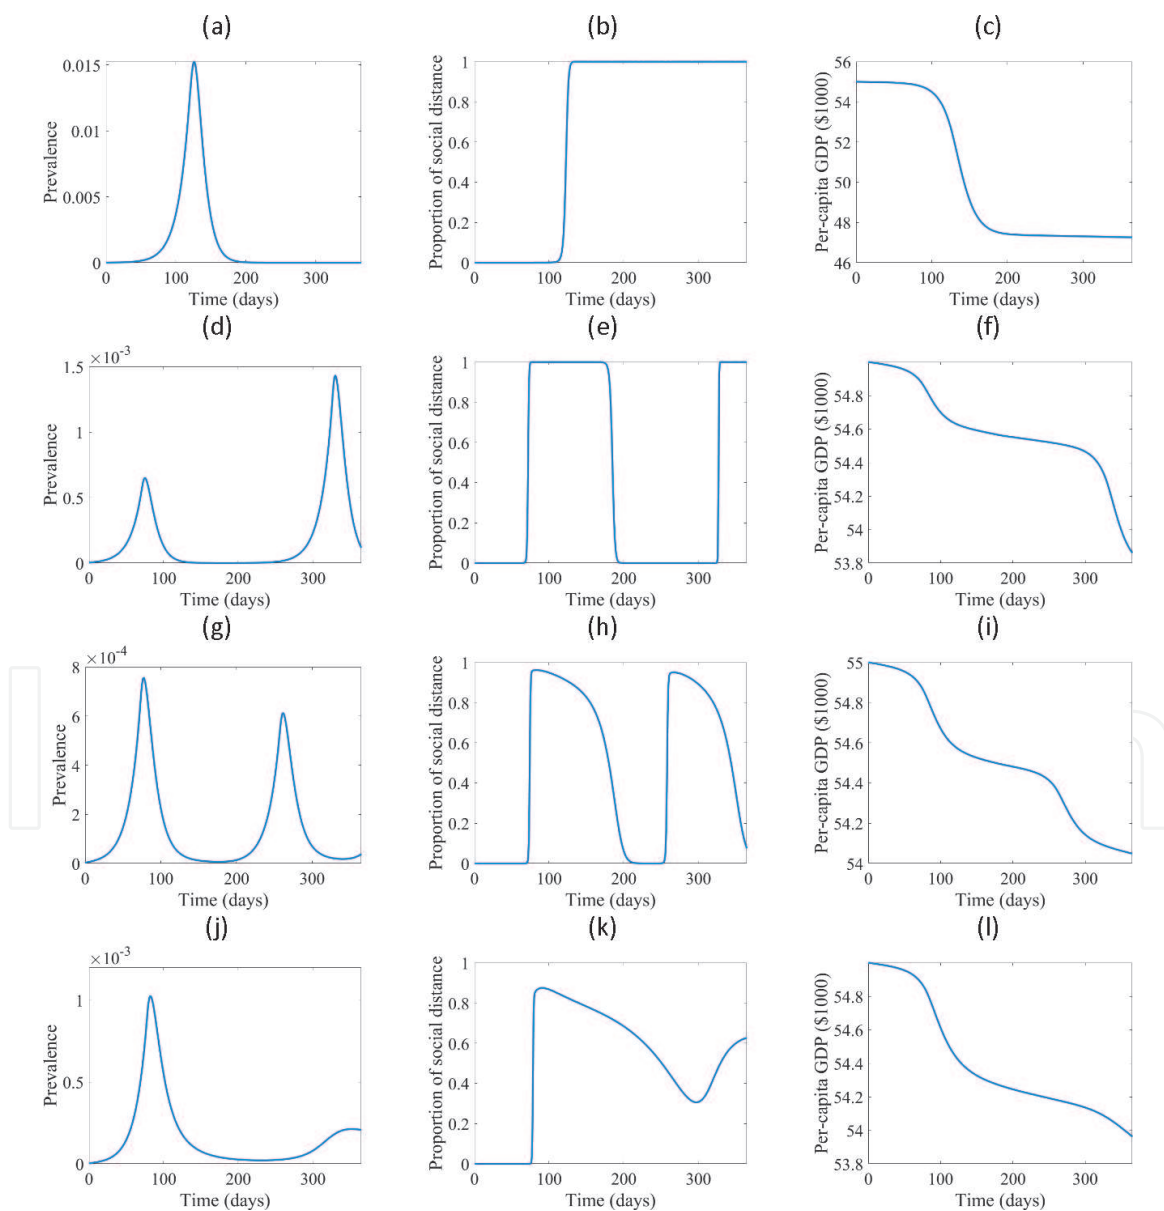 (a)
(b)
(c)
Prevalence
0.015
0.01
0.005
0
0 100 200 300
Time (days)
Proportion of social distance
1
0.8
0.6
0.4
0.2
0
0 100 200 300
Time (days)
Per-capita GDP ($1000)
56
54
52
50
48
46
0 100 200 300
Time (days)
(d)
(e)
(f)
×10-3
Prevalence
1.5
1
0.5
0
0 100 200 300
Time (days)
Proportion of social distance
1
0.8
0.6
0.4
0.2
0
0 100 200 300
Time (days)
Per-capita GDP ($1000)
54.8
54.6
54.4
54.2
54
53.8
0 100 200 300
Time (days)
(g)
(h)
(i)
×10-4
Prevalence
8
6
4
2
0
0 100 200 300
Time (days)
Proportion of social distance
1
0.8
0.6
0.4
0.2
0
0 100 200 300
Time (days)
Per-capita GDP ($1000)
55
54.8
54.6
54.4
54.2
54
0 100 200 300
Time (days)
(j)
(k)
(l)
×10-3
Prevalence
1
0.5
0
0 100 200 300
Time (days)
Proportion of social distance
1
0.8
0.6
0.4
0.2
0
0 100 200 300
Time (days)
Per-capita GDP ($1000)
54.8
54.6
54.4
54.2
54
53.8
0 100 200 300
Time (days)